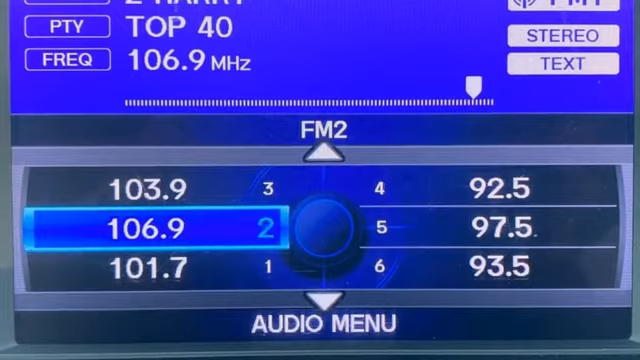 PTY TOP 40 STEREO
FREQ 106.9 MHz TEXT
FM2
103.9 3 4 92.5
106.9 2 5 97.5
101.7 1 6 93.5
AUDIO MENU